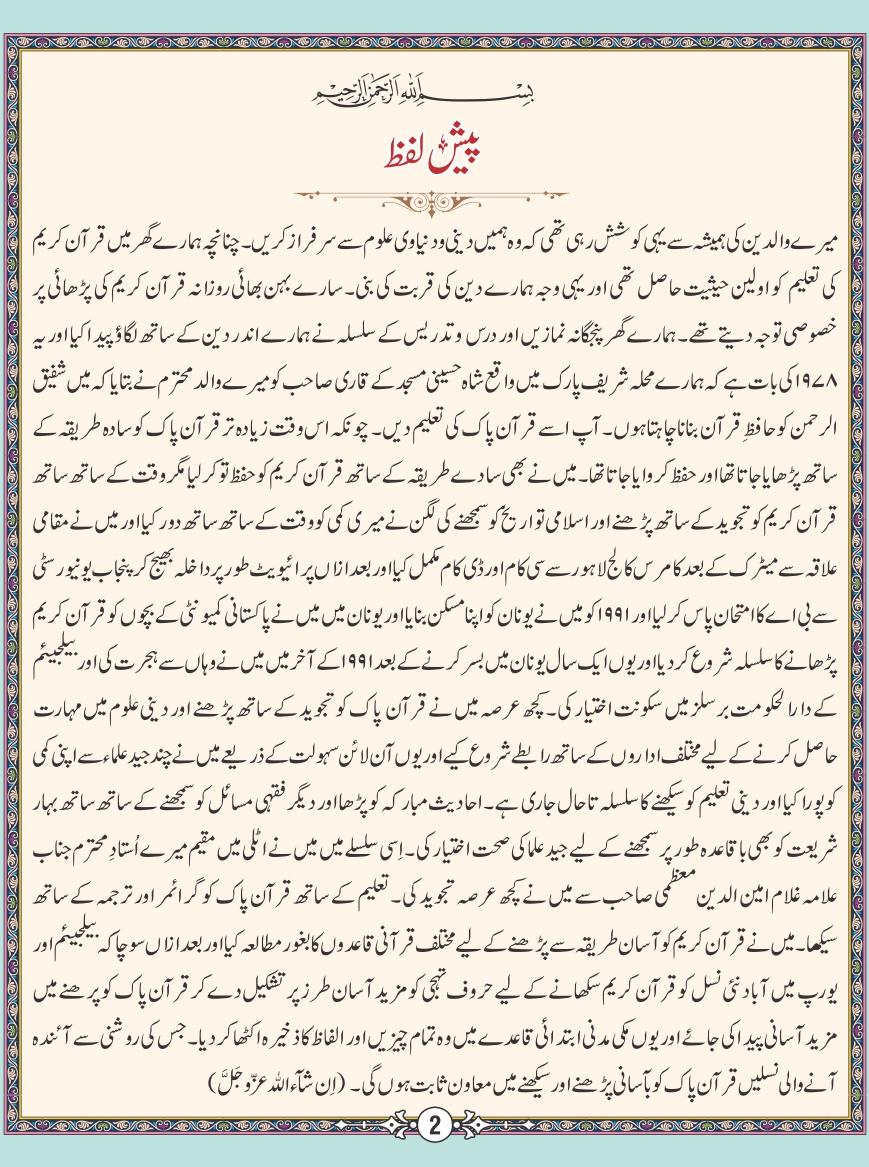 بسم اللہ الرحمٰن الرحیم
پیش لفظ
میرے والدین کی ہمیشہ سے یہی کوشش رہی تھی کہ وہ ہمیں دینی و دنیاوی علوم سے سرفراز کریں۔ چنانچہ ہمارے گھر میں قرآن کریم
کی تعلیم کو اولین حیثیت حاصل تھی اور یہی وجہ ہمارے دین کی قربت کی بنی۔ سارے بہن بھائی روزانہ قرآن کریم کی پڑھائی پر
خصوصی توجہ دیتے تھے۔ ہمارے گھر پنجگانہ نمازیں اور درس و تدریس کے سلسلہ نے ہمارے اندر دین کے ساتھ لگاؤ پیدا کیا اور یہ
۱۹۷۸ کی بات ہے کہ ہمارے محلہ شریف پارک میں واقع شاہ حسینی مسجد کے قاری صاحب کو میرے والد محترم نے بتایا کہ میں شفیق
الرحمن کو حافظِ قرآن بنانا چاہتا ہوں۔ آپ اسے قرآن پاک کی تعلیم دیں۔ چونکہ اس وقت زیادہ تر قرآن پاک کو سادہ طریقہ کے
ساتھ پڑھایا جاتا تھا اور حفظ کروایا جاتا تھا۔ میں نے بھی سادے طریقہ کے ساتھ قرآن کریم کو حفظ تو کر لیا مگر وقت کے ساتھ ساتھ
قرآن کریم کو تجوید کے ساتھ پڑھنے اور اسلامی تواریخ کو سمجھنے کی لگن نے میری کمی کو وقت کے ساتھ ساتھ دور کیا اور میں نے مقامی
علاقہ سے میٹرک کے بعد کامرس کالج لاہور سے سی کام اور ڈی کام مکمل کیا اور بعد ازاں پرائیویٹ طور پر داخلہ بھیج کر پنجاب یونیورسٹی
سے بی اے کا امتحان پاس کر لیا اور ۱۹۹۱ کو میں نے یونان کو اپنا مسکن بنایا اور یونان میں میں نے پاکستانی کمیونٹی کے بچوں کو قرآن کریم
پڑھانے کا سلسلہ شروع کر دیا اور یوں ایک سال یونان میں بسر کرنے کے بعد ۱۹۹۱ کے آخر میں میں نے وہاں سے ہجرت کی اور بیلجیئم
کے دارالحکومت برسلز میں سکونت اختیار کی۔ کچھ عرصہ میں نے قرآن پاک کو تجوید کے ساتھ پڑھنے اور دینی علوم میں مہارت
حاصل کرنے کے لیے مختلف اداروں کے ساتھ رابطے شروع کیے اور یوں آن لائن سہولت کے ذریعے میں نے چند جید علماء سے اپنی کمی
کو پورا کیا اور دینی تعلیم کو سیکھنے کا سلسلہ تاحال جاری ہے۔ احادیث مبارکہ کو پڑھا اور دیگر فقہی مسائل کو سمجھنے کے ساتھ ساتھ بہار
شریعت کو بھی باقاعدہ طور پر سمجھنے کے لیے جید علما کی صحت اختیار کی۔ اِسی سلسلے میں میں نے اٹلی میں مقیم میرے اُستادِ محترم جناب
علامہ غلام امین الدین معظمی صاحب سے میں نے کچھ عرصہ تجوید کی۔ تعلیم کے ساتھ قرآن پاک کو گرائمر اور ترجمہ کے ساتھ
سیکھا۔ میں نے قرآن کریم کو آسان طریقہ سے پڑھنے کے لیے مختلف قرآنی قاعدوں کا بغور مطالعہ کیا اور بعد ازاں سوچا کہ بیلجیئم اور
یورپ میں آباد نئی نسل کو قرآن کریم سکھانے کے لیے حروف تہجی کو مزید آسان طرز پر تشکیل دے کر قرآن پاک کو پرھنے میں
مزید آسانی پیدا کی جائے اور یوں مکی مدنی ابتدائی قاعدے میں وہ تمام چیزیں اور الفاظ کا ذخیرہ اکٹھا کر دیا۔ جس کی روشنی سے آئندہ
آنے والی نسلیں قرآن پاک کو بآسانی پڑھنے اور سیکھنے میں معاون ثابت ہوں گی۔ (اِن شآءاللہ عزّوجَلَّ)
2